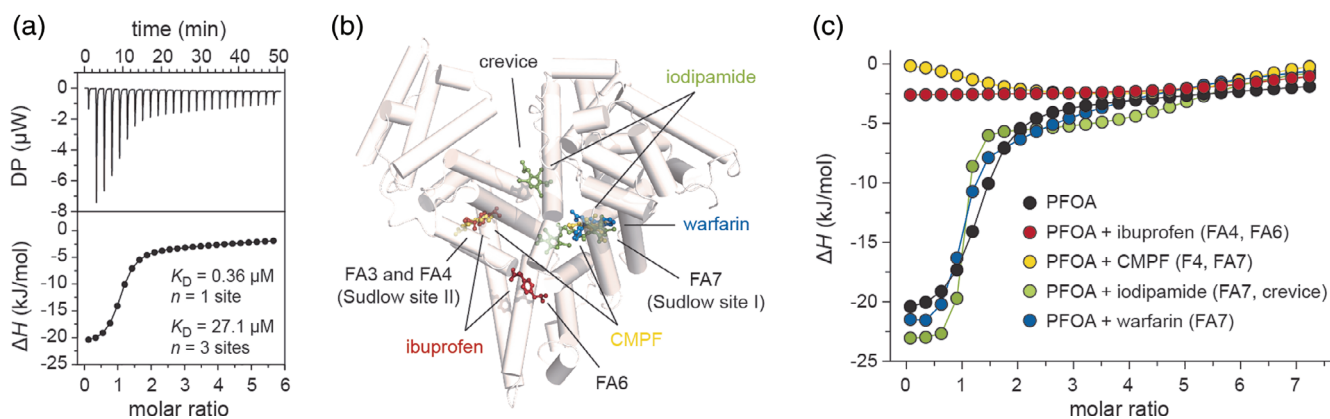 (a)
time (min)
0 10 20 30 40 50
0
-2
-4
-6
-8
DP (µW)
0
-5
-10
-15
-20
-25
ΔH (kJ/mol)
KD = 0.36 µM
n = 1 site
KD = 27.1 µM
n = 3 sites
0 1 2 3 4 5 6
molar ratio
(b)
crevice
iodipamide
warfarin
FA3 and FA4
(Sudlow site II)
FA7
(Sudlow site I)
ibuprofen
CMPF
FA6
(c)
0
-5
-10
-15
-20
-25
ΔH (kJ/mol)
PFOA
PFOA + ibuprofen (FA4, FA6)
PFOA + CMPF (F4, FA7)
PFOA + iodipamide (FA7, crevice)
PFOA + warfarin (FA7)
0 1 2 3 4 5 6 7
molar ratio